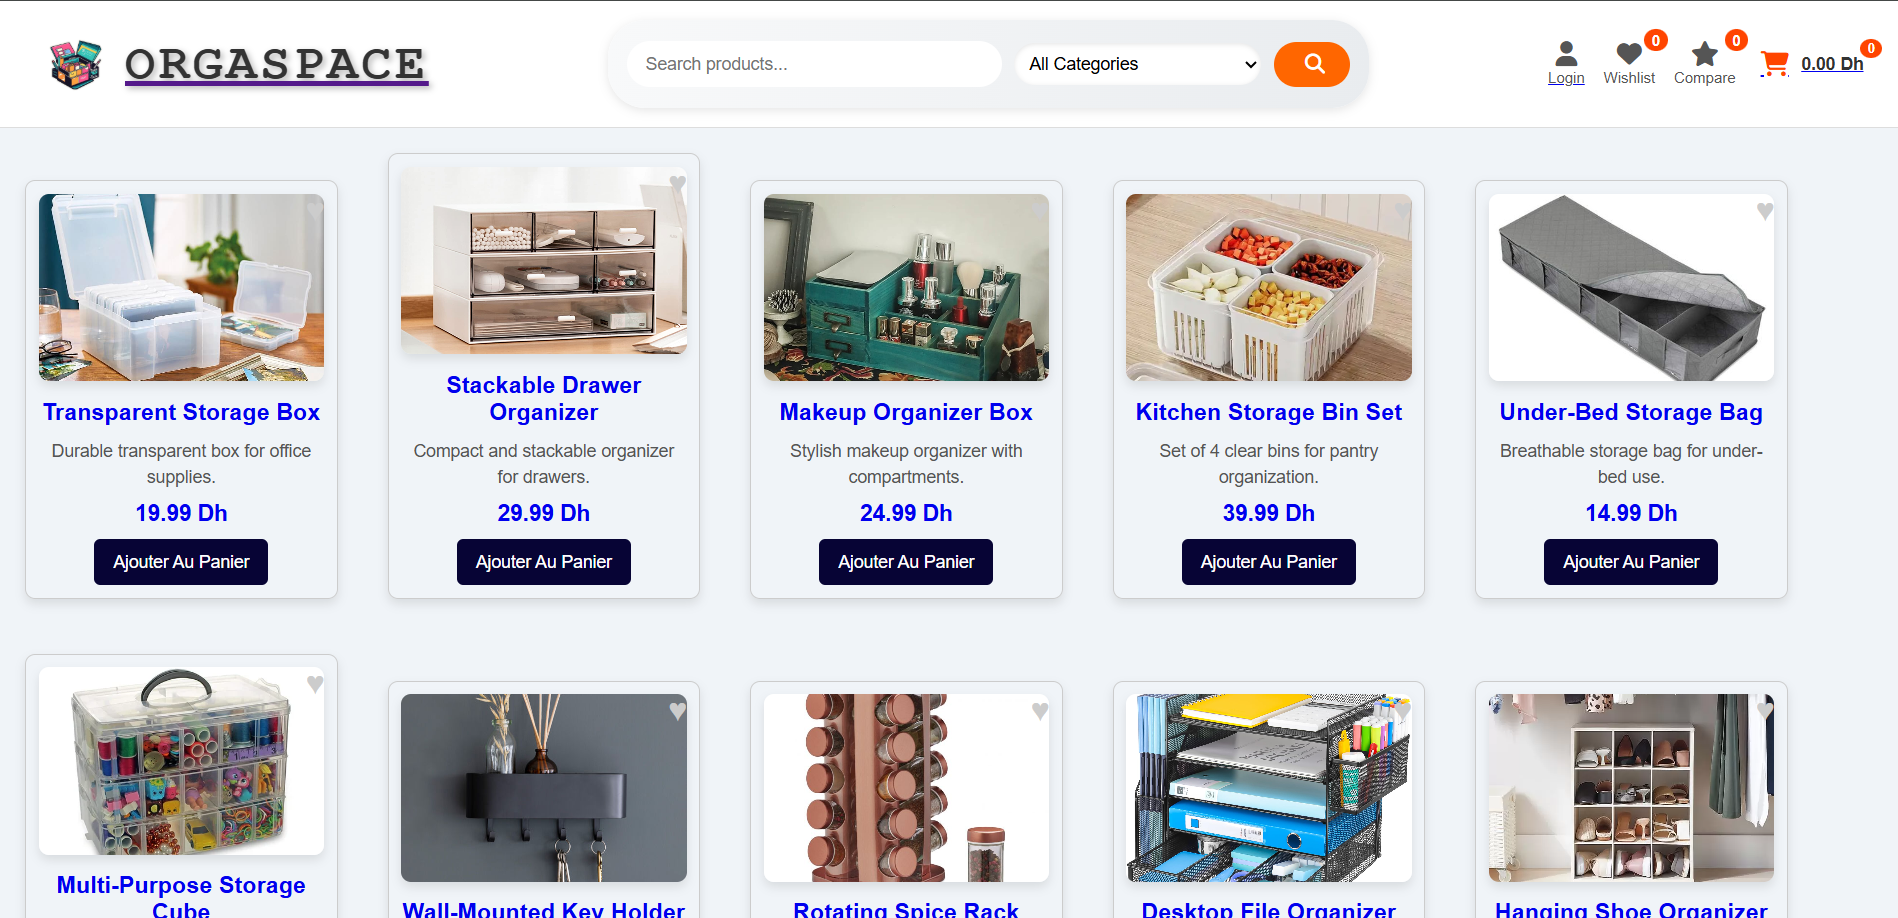 ORGASPACE
Search products...
All Categories
Login
0
Wishlist
0
Compare
0
0.00 Dh
Transparent Storage Box
Durable transparent box for office
supplies.
19.99 Dh
Ajouter Au Panier
Stackable Drawer
Organizer
Compact and stackable organizer
for drawers.
29.99 Dh
Ajouter Au Panier
Makeup Organizer Box
Stylish makeup organizer with
compartments.
24.99 Dh
Ajouter Au Panier
Kitchen Storage Bin Set
Set of 4 clear bins for pantry
organization.
39.99 Dh
Ajouter Au Panier
Under-Bed Storage Bag
Breathable storage bag for under-
bed use.
14.99 Dh
Ajouter Au Panier
Multi-Purpose Storage
Cube
Wall-Mounted Key Holder
Rotating Spice Rack
Desktop File Organizer
Hanging Shoe Organizer